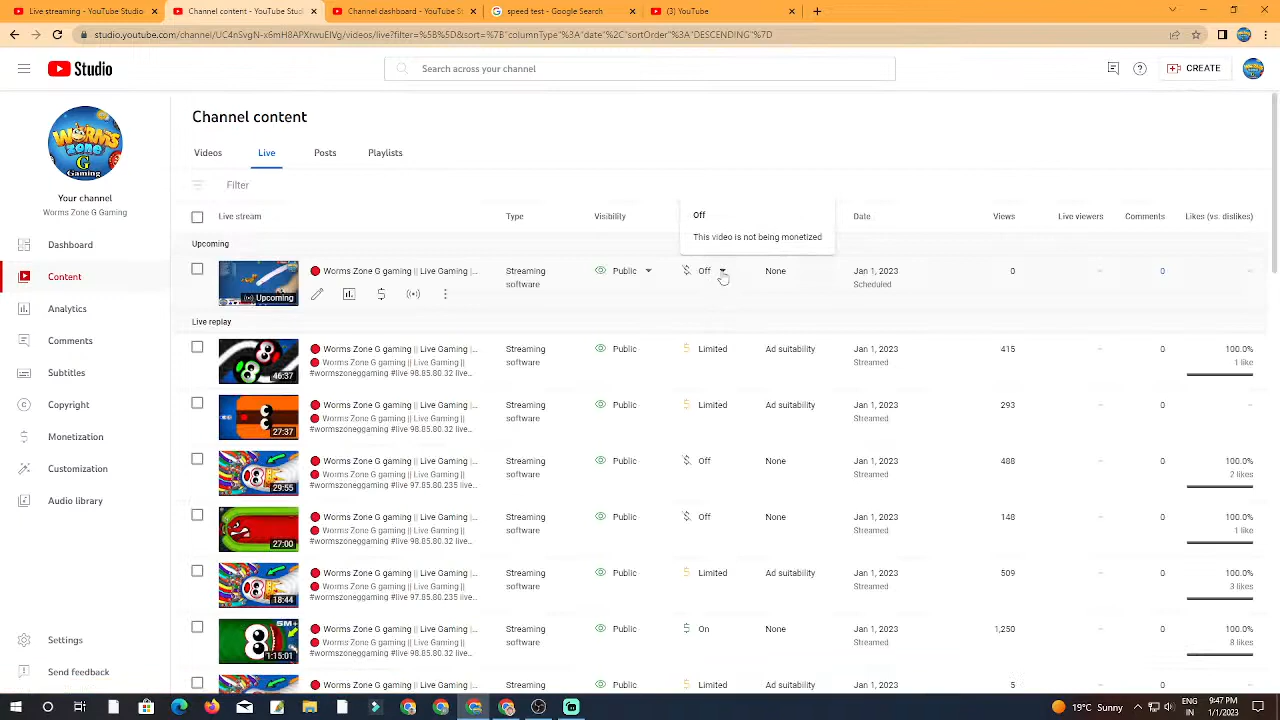 Live streaming - YouTube Studio
Channel content - YouTube Studi
Channel dashboard - YouTube St
speed test - Google Search
(3) YouTube
studio.youtube.com/channel/UC4nSvgN-x6mH8APXrwuEIVg/videos/live?filter=%5B%5D&sort=%7B"columnType"%3A"date"%2C"sortOrder"%3A"DESCENDING"%7D
Studio
Search across your channel
CREATE
WORMS
ZONE
G
Gaming
Your channel
Worms Zone G Gaming
Dashboard
Content
Analytics
Comments
Subtitles
Copyright
Monetization
Customization
Audio library
Settings
Send feedback
Channel content
Videos Live Posts Playlists
Filter
Live stream Type Visibility Date Views Live viewers Comments Likes (vs. dislikes)
Off
This video is not being monetized
Upcoming
Upcoming
Worms Zone G gaming || Live Gaming |... Streaming software Public Off None Jan 1, 2023 0 – 0 –
Scheduled
Live replay
46:37
Worms Zone G gaming || Live Gaming |... Streaming Public Limited Ad suitability Jan 1, 2023 415 – 0 100.0%
Worms Zone G gaming || Live Gaming || software Streamed 1 like
#wormszoneggaming #live 98.85.80.32 live...
27:37
Worms Zone G gaming || Live Gaming |... Streaming Public Limited Ad suitability Jan 1, 2023 293 – 0 –
Worms Zone G gaming || Live Gaming || software Streamed
#wormszoneggaming #live 98.85.80.32 live...
29:55
Worms Zone G gaming || Live Gaming |... Streaming Public Off None Jan 1, 2023 488 – 0 100.0%
Worms Zone G gaming || Live Gaming || software Streamed 2 likes
#wormszoneggaming #live 97.85.80.235 live...
27:00
Worms Zone G gaming || Live Gaming |... Streaming Public Off None Jan 1, 2023 148 – 0 100.0%
Worms Zone G gaming || Live Gaming || software Streamed 1 like
#wormszoneggaming #live 98.85.80.32 live...
18:44
Worms Zone G gaming || Live Gaming |... Streaming Public Limited Ad suitability Jan 1, 2023 509 – 0 100.0%
Worms Zone G gaming || Live Gaming || software Streamed 3 likes
#wormszoneggaming #live 97.85.80.235 live...
5M+
1:15:01
Worms Zone G gaming || Live Gaming |... Streaming Public On None Jan 1, 2023 1,250 – 0 100.0%
Worms Zone G gaming || Live Gaming || software Streamed 8 likes
#wormszoneggaming #live 98.85.80.32 live...
Worms Zone G gaming || Live Gaming |... Streaming Public Limited Ad suitability Jan 1, 2023 5 – 0 100.0%
19°C Sunny
ENG
IN
9:47 PM
1/1/2023